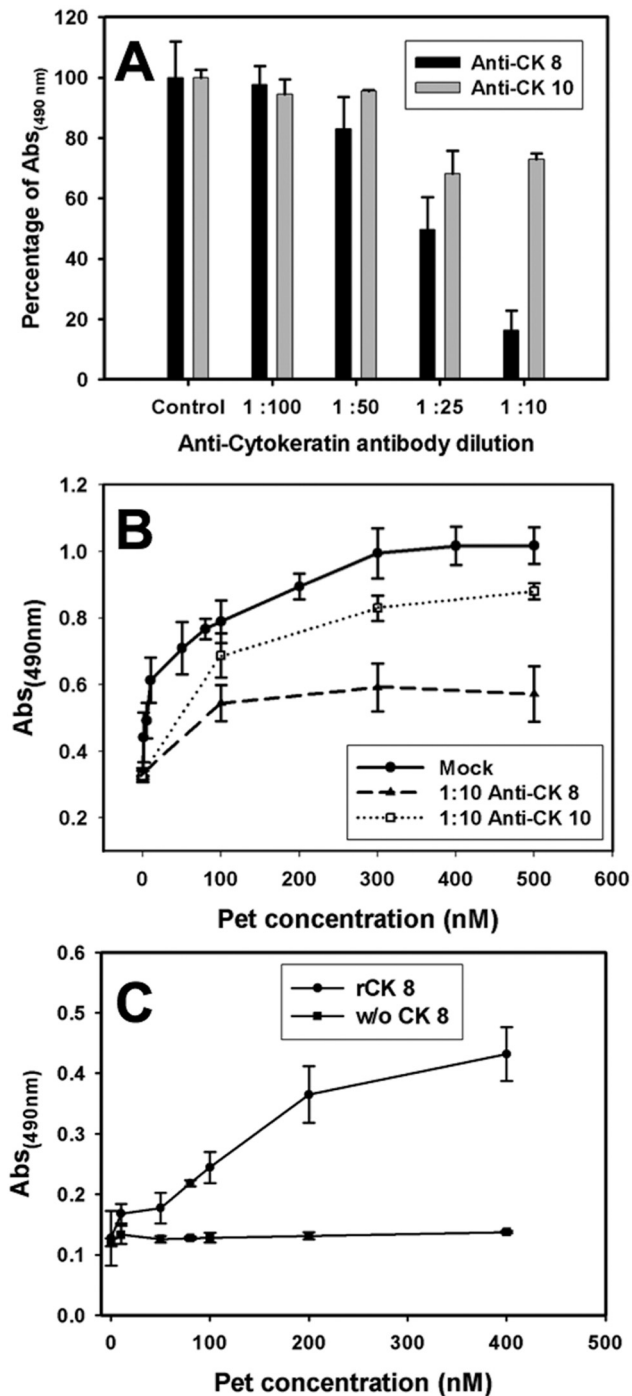 A
Anti-CK 8
Anti-CK 10
Percentage of Abs(490 nm)
120
100
80
60
40
20
0
Control 1 :100 1 :50 1 :25 1 :10
Anti-Cytokeratin antibody dilution
B
Abs(490nm)
1.2
1.0
0.8
0.6
0.4
0.2
Mock
1:10 Anti-CK 8
1:10 Anti-CK 10
0 100 200 300 400 500 600
Pet concentration (nM)
C
rCK 8
w/o CK 8
Abs(490nm)
0.6
0.5
0.4
0.3
0.2
0.1
0.0
0 100 200 300 400 500
Pet concentration (nM)